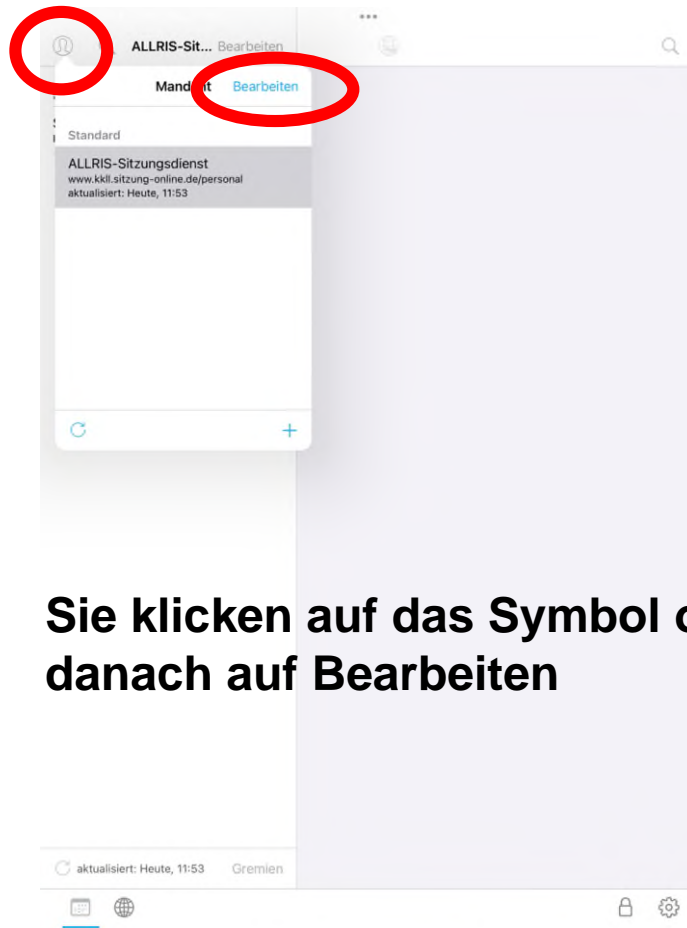 ALLRIS-Sit... Bearbeiten
Bearbeiten
Standard
ALLRIS-Sitzungsdienst
www.kkll.sitzung-online.de/personal
aktualisiert: Heute, 11:53
Sie klicken auf das Symbol
danach auf Bearbeiten
aktualisiert: Heute, 11:53 Gremien